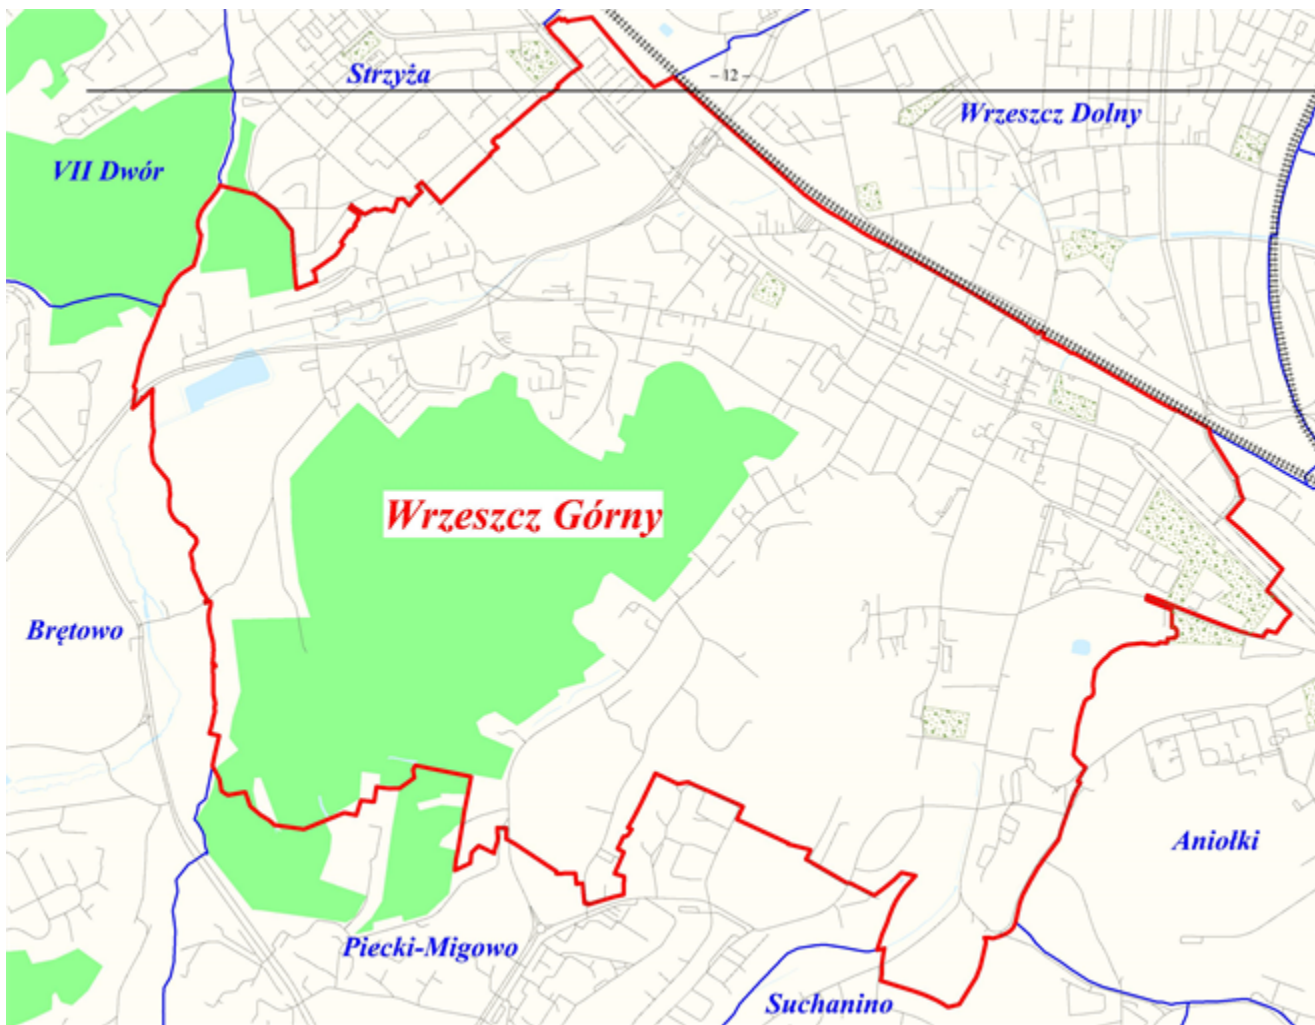 Strzyża
– 12 –
Wrzeszcz Dolny
VII Dwór
Wrzeszcz Górny
Brętowo
Aniołki
Piecki-Migowo
Suchanino